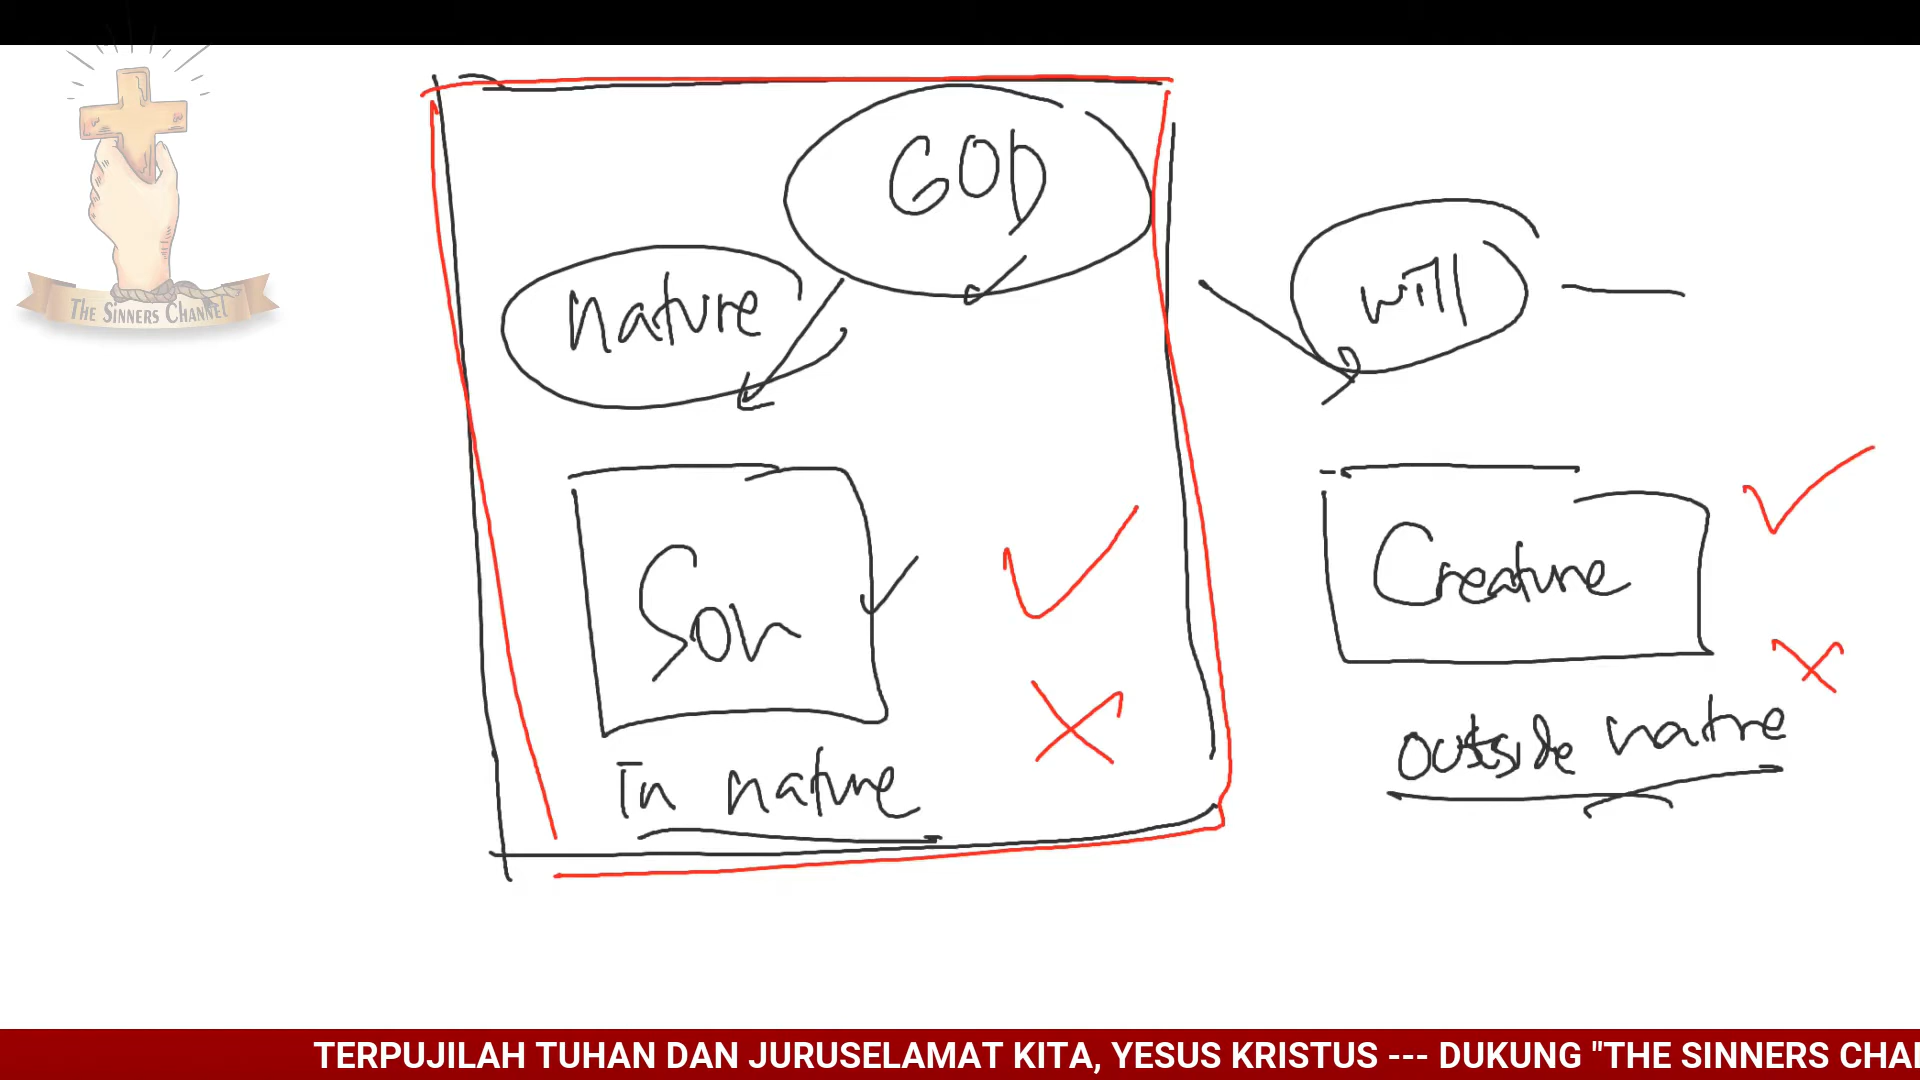 THE SINNERS CHANNEL
GOD
nature
will
Son
Creature
In nature
outside nature
TERPUJILAH TUHAN DAN JURUSELAMAT KITA, YESUS KRISTUS --- DUKUNG "THE SINNERS CHA